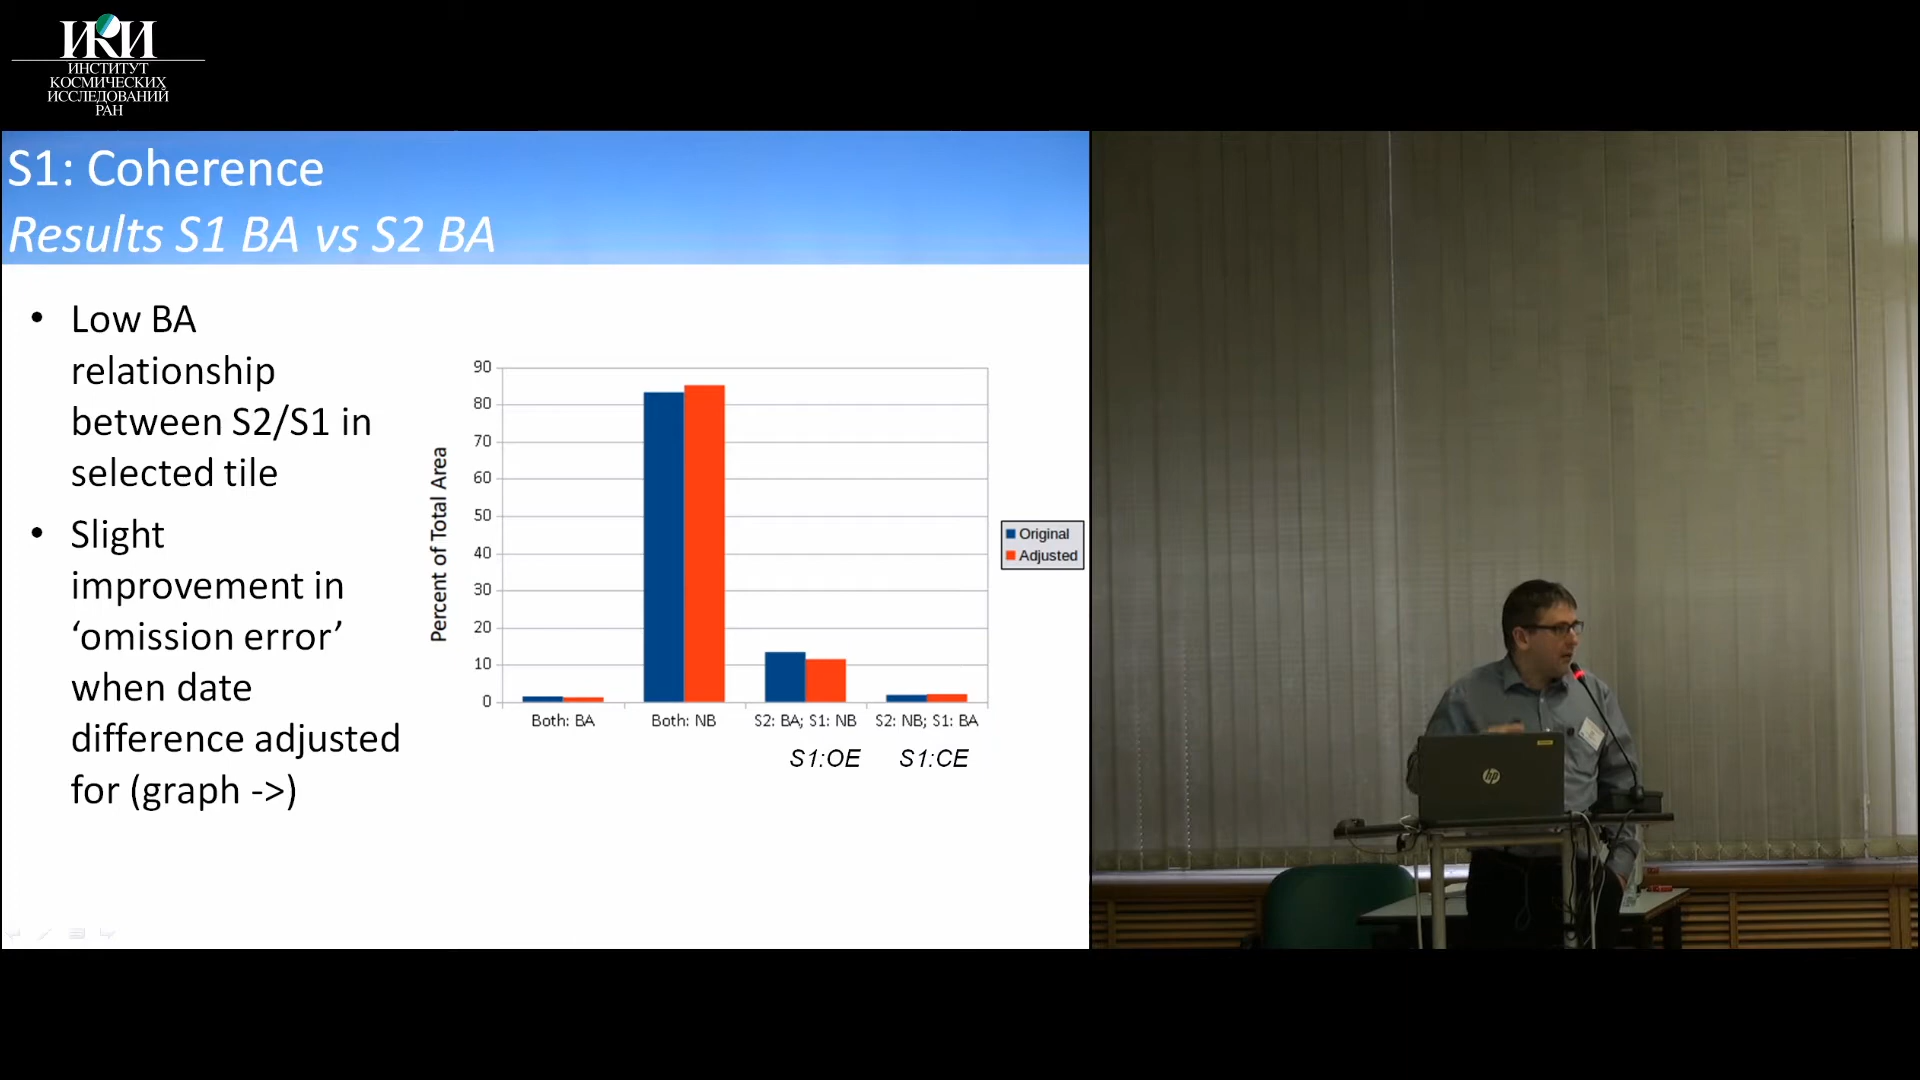 ИКИ
ИНСТИТУТ
КОСМИЧЕСКИХ
ИССЛЕДОВАНИЙ
РАН
S1: Coherence
Results S1 BA vs S2 BA
• Low BA
relationship
between S2/S1 in
selected tile
• Slight
improvement in
‘omission error’
when date
difference adjusted
for (graph ->)
Percent of Total Area
90
80
70
60
50
40
30
20
10
0
Both: BA
Both: NB
S2: BA; S1: NB
S2: NB; S1: BA
S1:OE
S1:CE
Original
Adjusted
hp